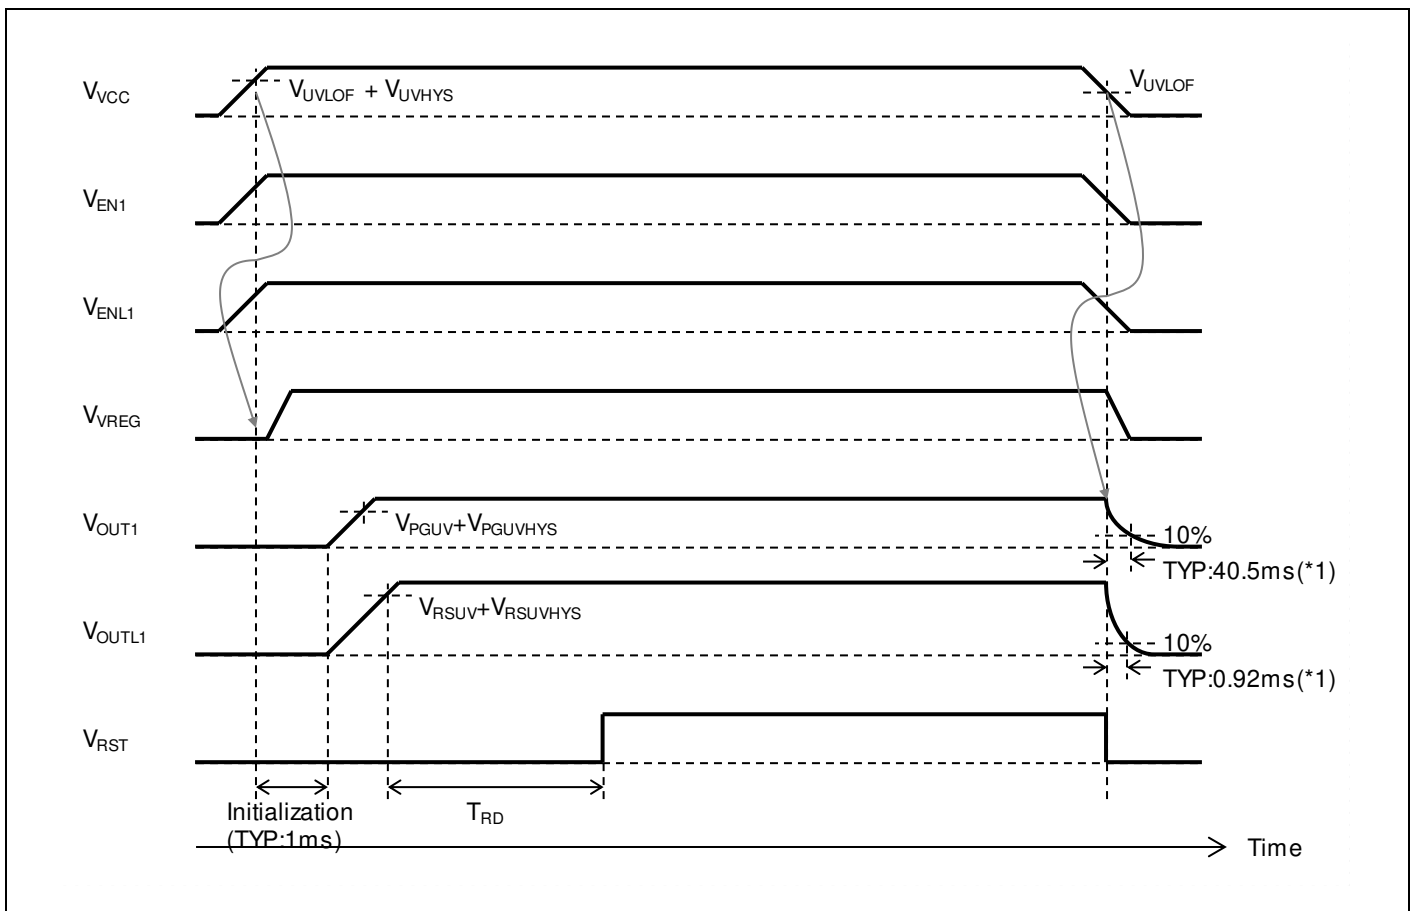 VVCC
VUVLOF + VUVHYS
VUVLOF
VEN1
VENL1
VVREG
VOUT1
VPGUV+VPGUVHYS
10%
TYP:40.5ms(*1)
VOUTL1
VRSUV+VRSUVHYS
10%
TYP:0.92ms(*1)
VRST
Initialization
(TYP:1ms)
TRD
Time